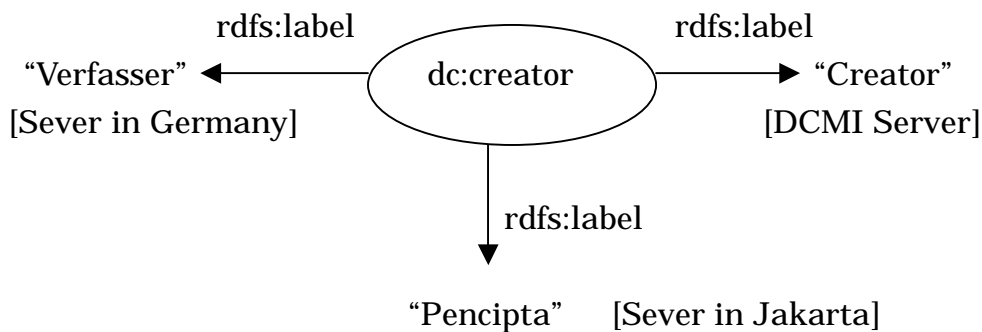 rdfs:label rdfs:label
“Verfasser” dc:creator “Creator”
[Sever in Germany] [DCMI Server]
rdfs:label
“Pencipta” [Sever in Jakarta]